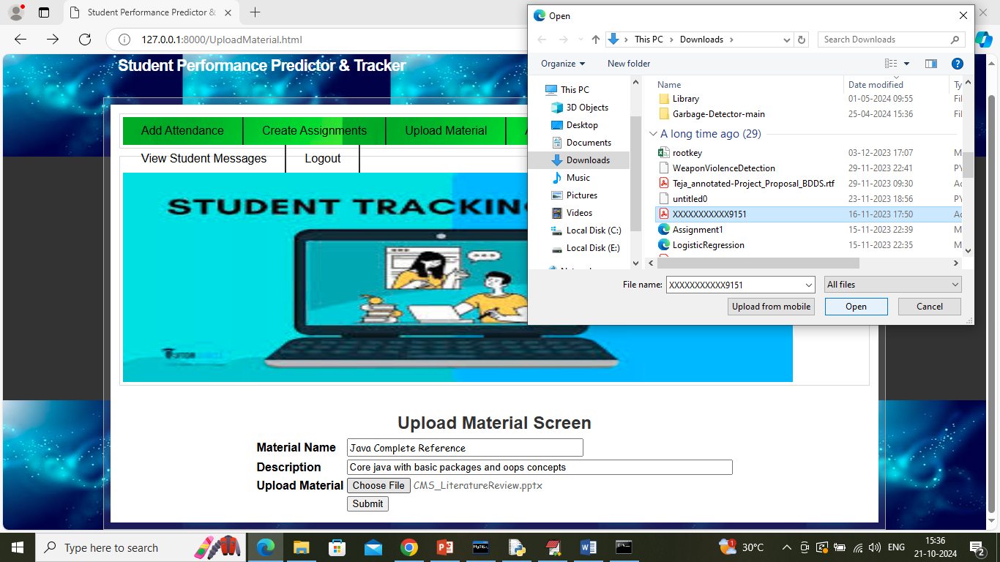 Student Performance Predictor &
127.0.0.1:8000/UploadMaterial.html
Student Performance Predictor & Tracker
Add Attendance
Create Assignments
Upload Material
View Student Messages
Logout
STUDENT TRACKING
Upload Material Screen
Material Name Java Complete Reference
Description Core java with basic packages and oops concepts
Upload Material Choose File CMS_LiteratureReview.pptx
Submit
Open
This PC > Downloads >
Search Downloads
Organize
New folder
This PC
3D Objects
Desktop
Documents
Downloads
Music
Pictures
Videos
Local Disk (C:)
Local Disk (E:)
Name Date modified Ty
Library 01-05-2024 09:55 Fil
Garbage-Detector-main 25-04-2024 15:36 Fil
A long time ago (29)
rootkey 03-12-2023 17:07 M
WeaponViolenceDetection 29-11-2023 22:41 PY
Teja_annotated-Project_Proposal_BDDS.rtf 29-11-2023 09:30 Ac
untitled0 23-11-2023 18:56 PY
XXXXXXXXXXX9151 16-11-2023 17:50 Ac
Assignment1 15-11-2023 22:39 M
LogisticRegression 15-11-2023 22:35 M
File name: XXXXXXXXXXX9151
All files
Upload from mobile
Open
Cancel
Type here to search
30°C
ENG
15:36
21-10-2024
2